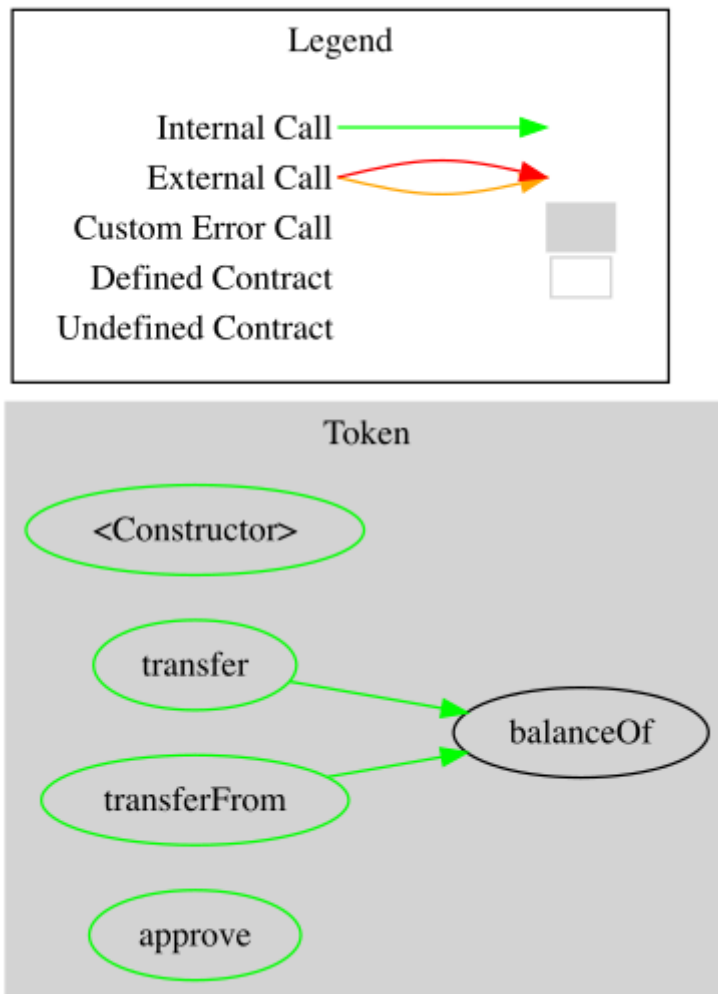 Legend
Internal Call
External Call
Custom Error Call
Defined Contract
Undefined Contract
Token
<Constructor>
transfer
balanceOf
transferFrom
approve